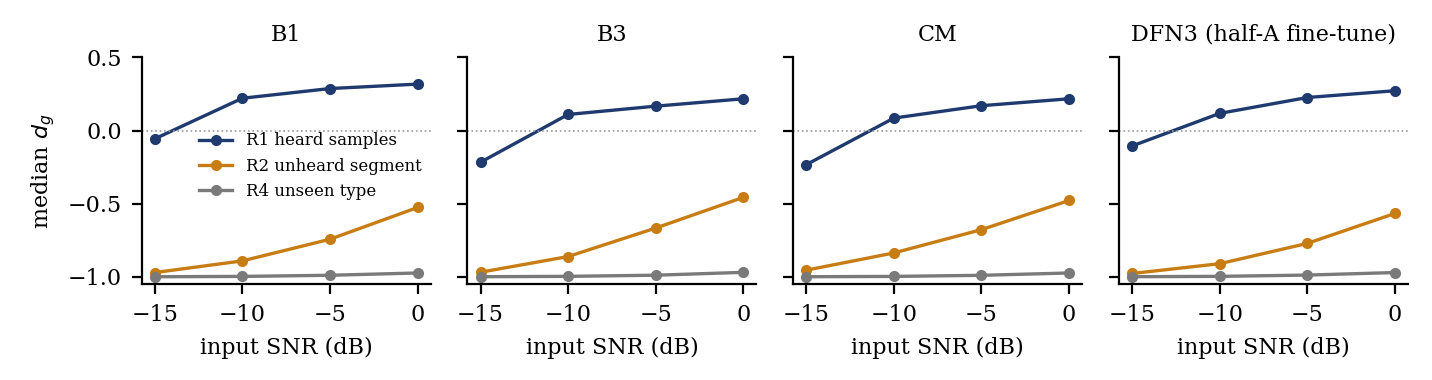 B1 B3 CM DFN3 (half-A fine-tune)
median d_g
0.5
0.0
−0.5
−1.0
R1 heard samples
R2 unheard segment
R4 unseen type
−15 −10 −5 0 −15 −10 −5 0 −15 −10 −5 0 −15 −10 −5 0
input SNR (dB) input SNR (dB) input SNR (dB) input SNR (dB)